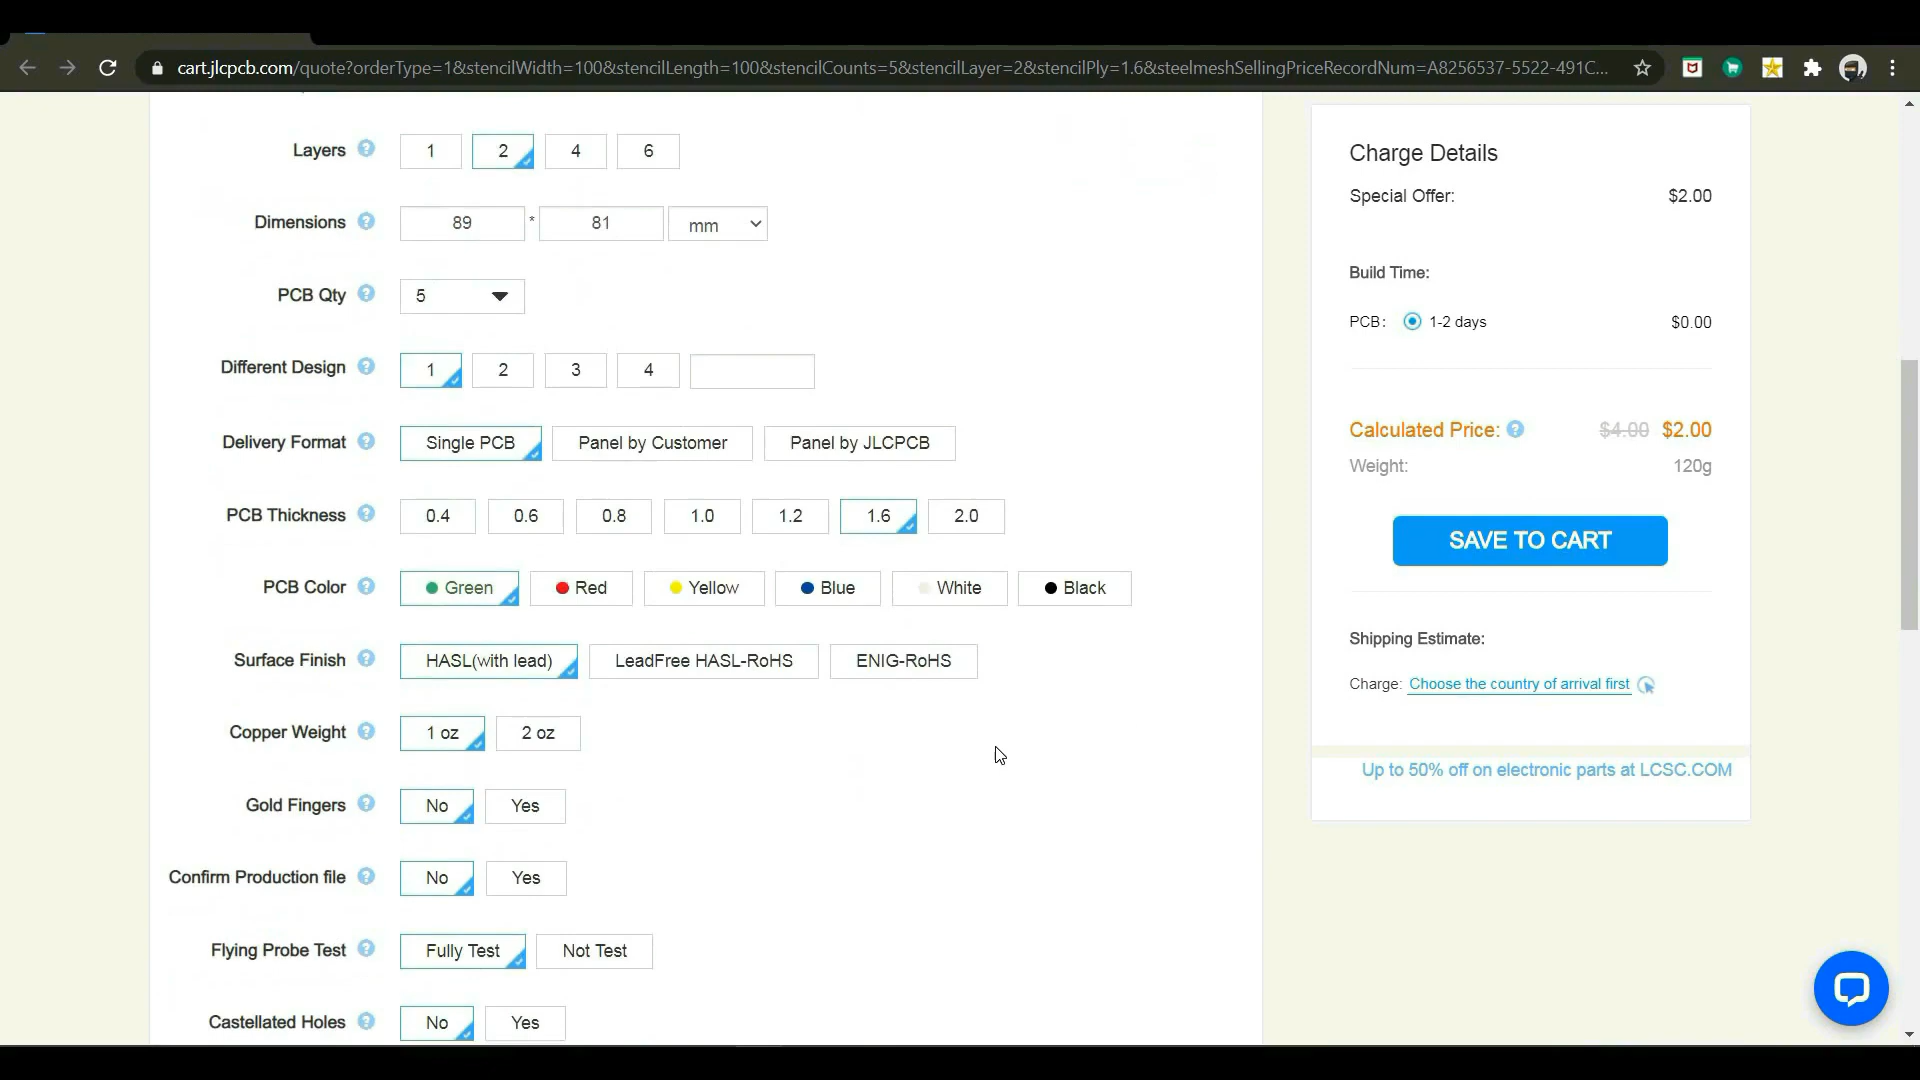 cart.jlcpcb.com/quote?orderType=1&stencilWidth=100&stencilLength=100&stencilCounts=5&stencilLayer=2&stencilPly=1.6&steelmeshSellingPriceRecordNum=A8256537-5522-491C...
Layers ? 1 2 4 6
Dimensions ? 89 * 81 mm
PCB Qty ? 5
Different Design ? 1 2 3 4
Delivery Format ? Single PCB Panel by Customer Panel by JLCPCB
PCB Thickness ? 0.4 0.6 0.8 1.0 1.2 1.6 2.0
PCB Color ? Green Red Yellow Blue White Black
Surface Finish ? HASL(with lead) LeadFree HASL-RoHS ENIG-RoHS
Copper Weight ? 1 oz 2 oz
Gold Fingers ? No Yes
Confirm Production file ? No Yes
Flying Probe Test ? Fully Test Not Test
Castellated Holes ? No Yes
Charge Details
Special Offer: $2.00
Build Time:
PCB: 1-2 days $0.00
Calculated Price: ? $4.00 $2.00
Weight: 120g
SAVE TO CART
Shipping Estimate:
Charge: Choose the country of arrival first
Up to 50% off on electronic parts at LCSC.COM